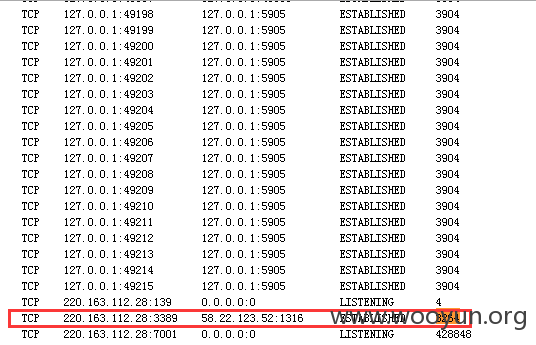 TCP 127.0.0.1:49198 127.0.0.1:5905 ESTABLISHED 3904
TCP 127.0.0.1:49199 127.0.0.1:5905 ESTABLISHED 3904
TCP 127.0.0.1:49200 127.0.0.1:5905 ESTABLISHED 3904
TCP 127.0.0.1:49201 127.0.0.1:5905 ESTABLISHED 3904
TCP 127.0.0.1:49202 127.0.0.1:5905 ESTABLISHED 3904
TCP 127.0.0.1:49203 127.0.0.1:5905 ESTABLISHED 3904
TCP 127.0.0.1:49204 127.0.0.1:5905 ESTABLISHED 3904
TCP 127.0.0.1:49205 127.0.0.1:5905 ESTABLISHED 3904
TCP 127.0.0.1:49206 127.0.0.1:5905 ESTABLISHED 3904
TCP 127.0.0.1:49207 127.0.0.1:5905 ESTABLISHED 3904
TCP 127.0.0.1:49208 127.0.0.1:5905 ESTABLISHED 3904
TCP 127.0.0.1:49209 127.0.0.1:5905 ESTABLISHED 3904
TCP 127.0.0.1:49210 127.0.0.1:5905 ESTABLISHED 3904
TCP 127.0.0.1:49211 127.0.0.1:5905 ESTABLISHED 3904
TCP 127.0.0.1:49212 127.0.0.1:5905 ESTABLISHED 3904
TCP 127.0.0.1:49213 127.0.0.1:5905 ESTABLISHED 3904
TCP 127.0.0.1:49214 127.0.0.1:5905 ESTABLISHED 3904
TCP 127.0.0.1:49215 127.0.0.1:5905 ESTABLISHED 3904
TCP 220.163.112.28:139 0.0.0.0:0 LISTENING 4
TCP 220.163.112.28:3389 58.22.123.52:1316 ESTABLISHED
www.wooyun.org
TCP 220.163.112.28:7001 0.0.0.0:0 LISTENING 428848